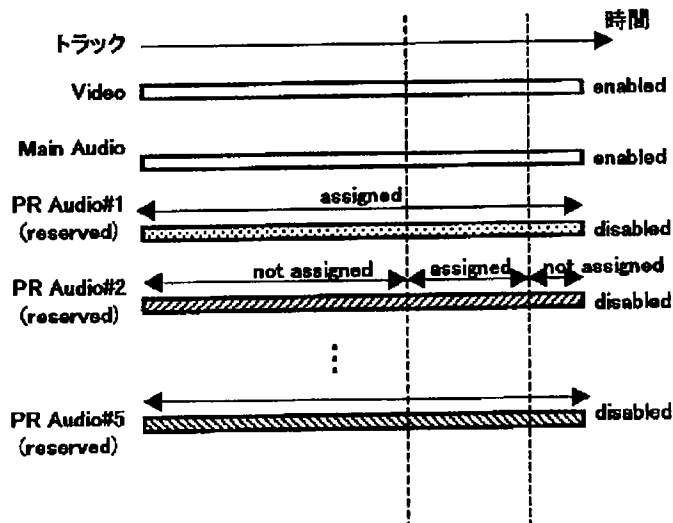 時間
トラック
Video enabled
Main Audio enabled
assigned
PR Audio#1
(reserved) disabled
not assigned assigned not assigned
PR Audio#2
(reserved) disabled
PR Audio#5 disabled
(reserved)